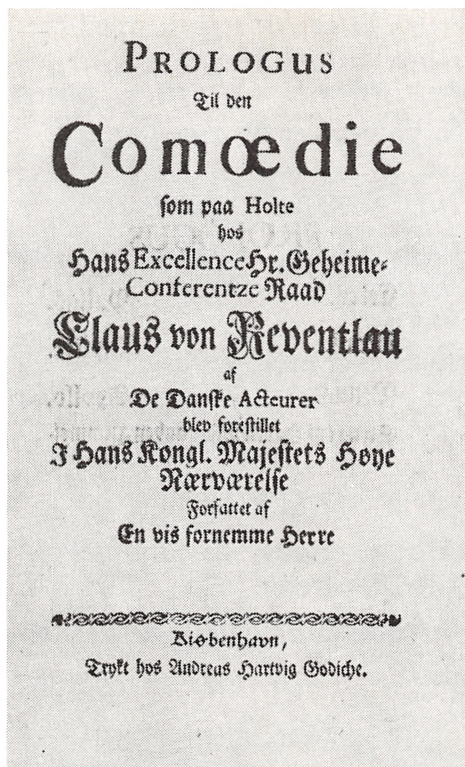 PROLOGUS
Til den
Comœdie
som paa Holte
hos
Hans Excellence Hr. Geheime-
Conferentze Raad
Claus von Reventlau
af
De Danske Acteurer
blev forestillet
I Hans Kongl. Majestets Høye
Nærværelse
Forfattet af
En vis fornemme Herre
Kiøbenhavn,
Trykt hos Andreas Hartvig Godiche.